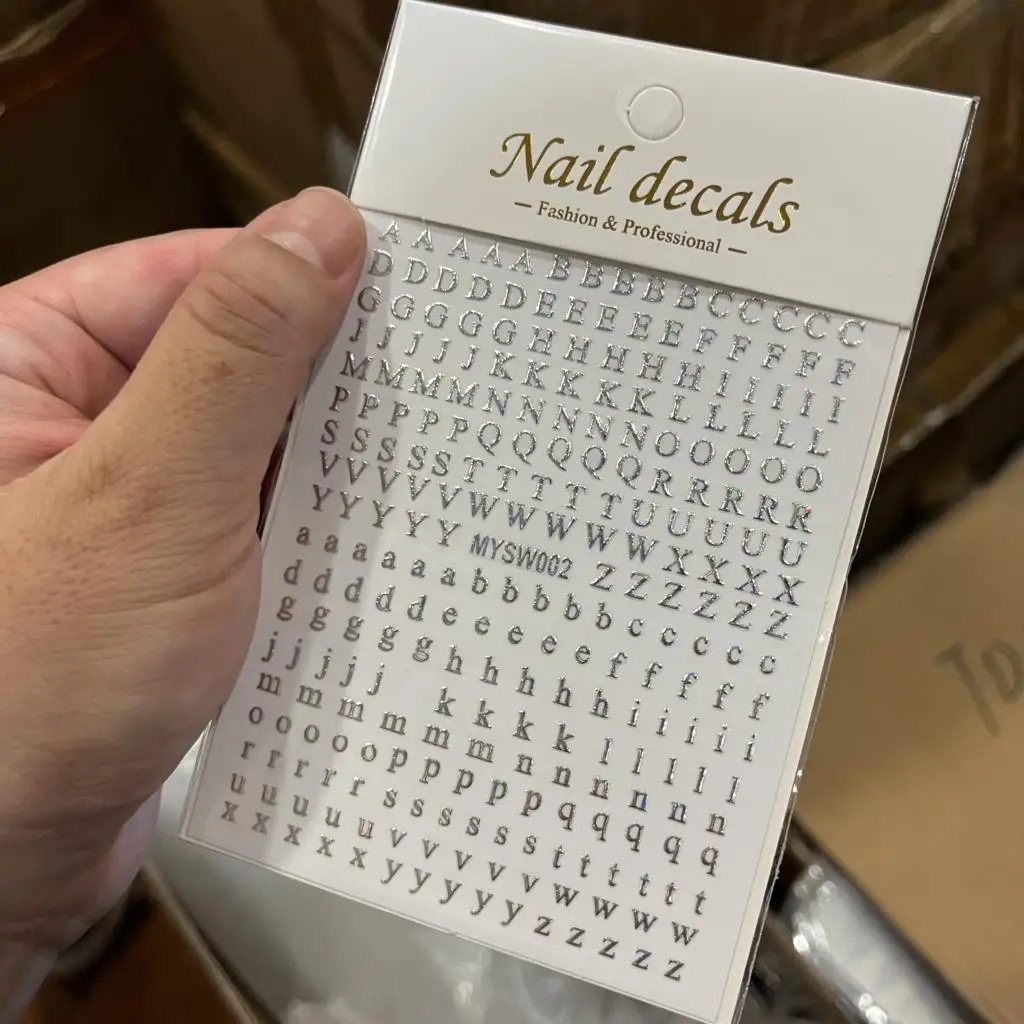 Nail decals
— Fashion & Professional —
A A A A A B B B B B C C C C C
D D D D D E E E E E F F F F F
G G G G G H H H H H I I I I I
J J J J J K K K K K L L L L L
M M M M N N N N N O O O O O
P P P P P Q Q Q Q Q R R R R R
S S S S S T T T T T U U U U U
V V V V V W W W W W X X X X
Y Y Y Y Y MYSW002 Z Z Z Z Z Z
a a a a a a b b b b b c c c c c
d d d d d e e e e e f f f f f
g g g g g h h h h h i i i i i
j j j j j k k k k l l l l l
m m m m m m n n n n n n
o o o o o p p p p p q q q q q
r r r r r s s s s s s t t t t t t
u u u u u v v v v v w w w w
x x x x x y y y y y z z z z z